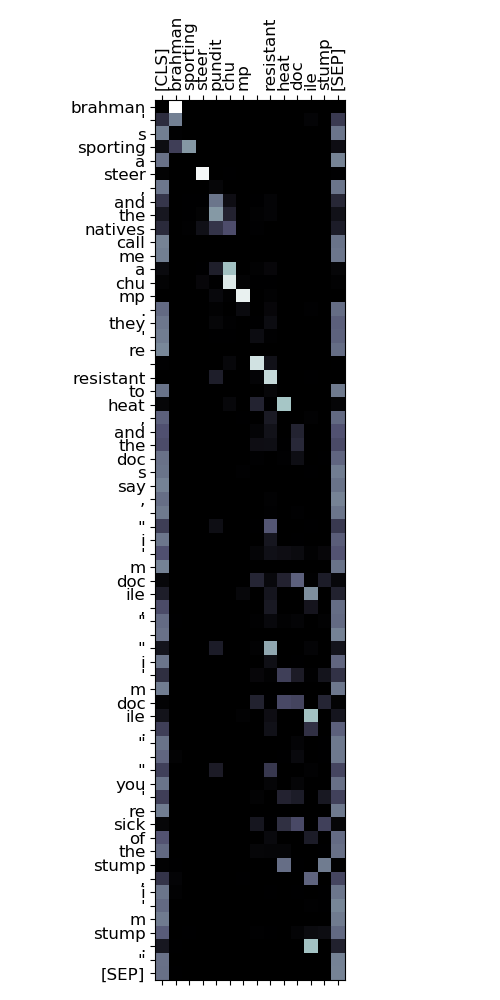 [CLS]
brahman
sporting
steer
pundit
chu
mp
resistant
heat
doc
ile
stump
[SEP]
brahman
'
s
sporting
a
steer
,
and
the
natives
call
me
a
chu
mp
.
they
'
re
resistant
to
heat
,
and
the
doc
s
say
,
"
i
'
m
doc
ile
.
"
"
i
'
m
doc
ile
.
"
"
you
'
re
sick
of
the
stump
.
i
'
m
stump
.
"
[SEP]